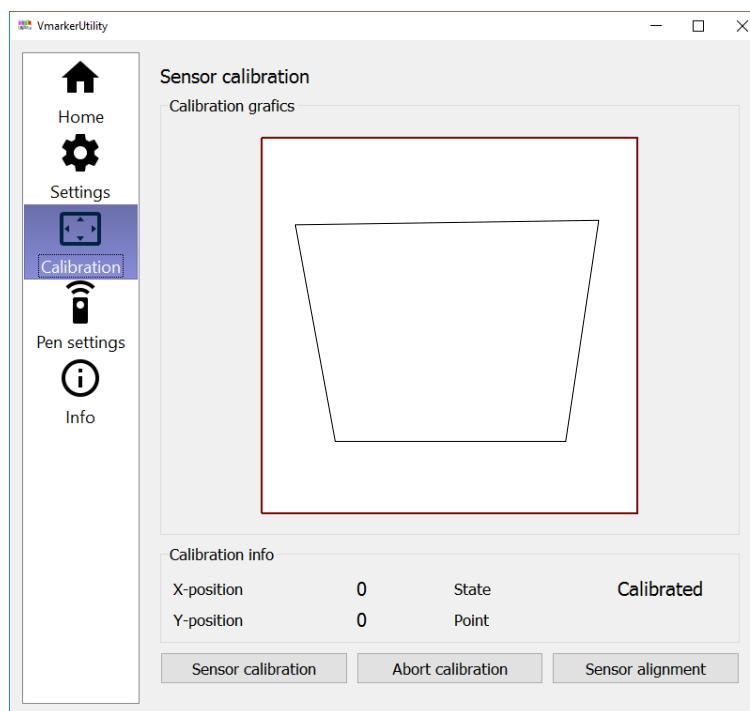 VmarkerUtility
Home
Settings
Calibration
Pen settings
Info
Sensor calibration
Calibration grafics
Calibration info
X-position 0 State Calibrated
Y-position 0 Point
Sensor calibration Abort calibration Sensor alignment